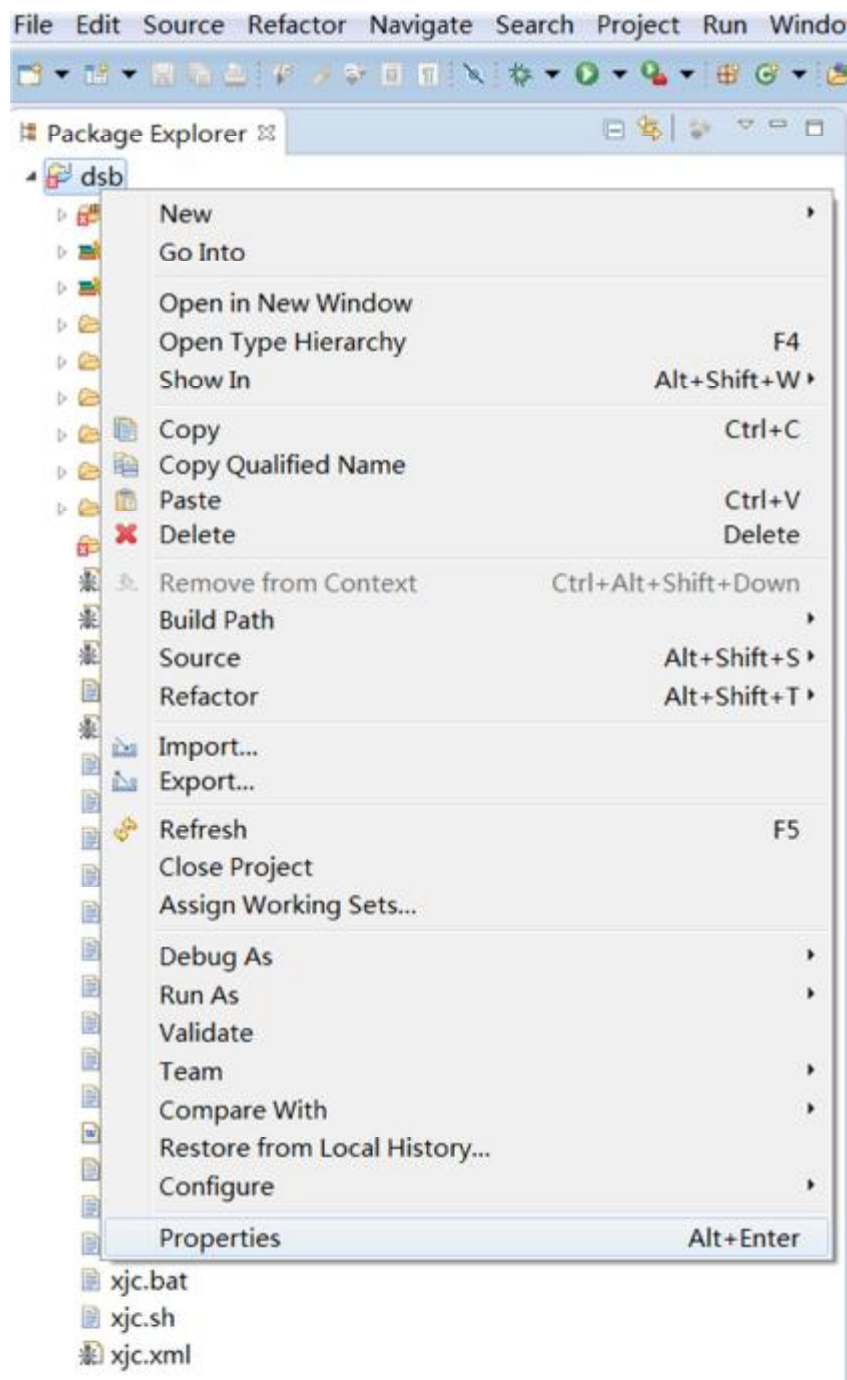 File Edit Source Refactor Navigate Search Project Run Windo
Package Explorer
dsb
New
Go Into
Open in New Window
Open Type Hierarchy F4
Show In Alt+Shift+W
Copy Ctrl+C
Copy Qualified Name
Paste Ctrl+V
Delete Delete
Remove from Context Ctrl+Alt+Shift+Down
Build Path
Source Alt+Shift+S
Refactor Alt+Shift+T
Import...
Export...
Refresh F5
Close Project
Assign Working Sets...
Debug As
Run As
Validate
Team
Compare With
Restore from Local History...
Configure
Properties Alt+Enter
xjc.bat
xjc.sh
xjc.xml